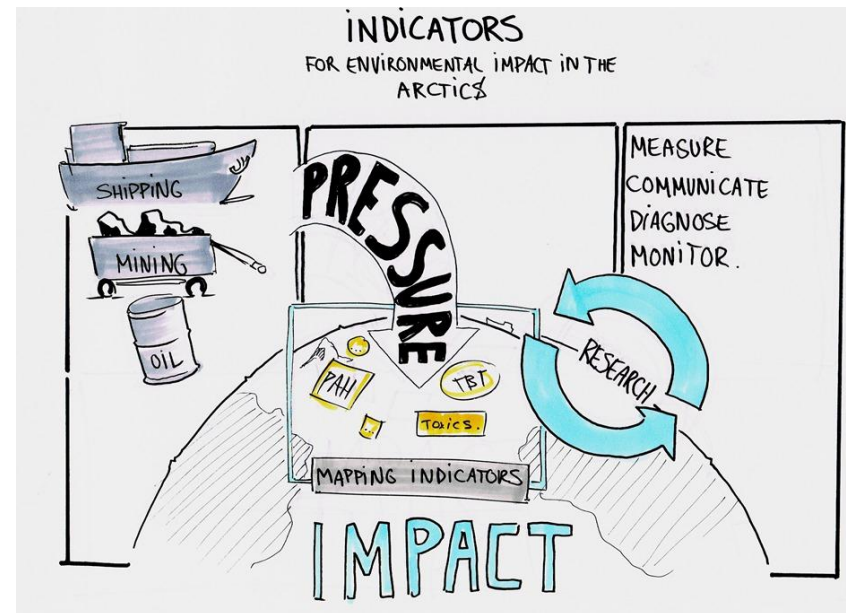 INDICATORS
FOR ENVIRONMENTAL IMPACT IN THE
ARCTICS
SHIPPING
MINING
OIL
PRESSURE
MEASURE
COMMUNICATE
DIAGNOSE
MONITOR.
RESEARCH
PAH
TBT
TOXICS.
MAPPING INDICATORS
IMPACT